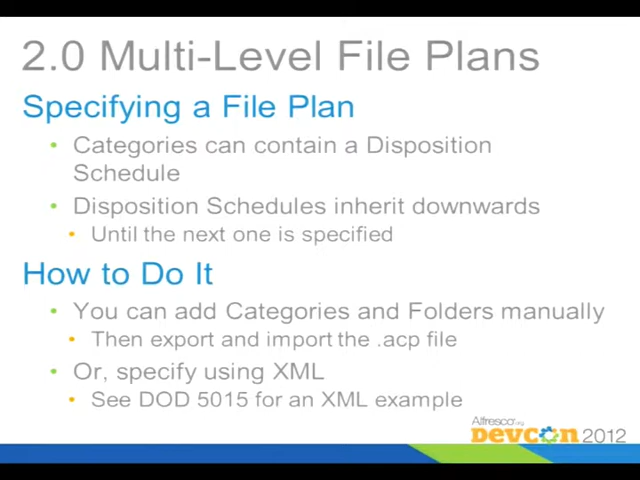 2.0 Multi-Level File Plans
Specifying a File Plan
• Categories can contain a Disposition
Schedule
• Disposition Schedules inherit downwards
• Until the next one is specified
How to Do It
• You can add Categories and Folders manually
• Then export and import the .acp file
• Or, specify using XML
• See DOD 5015 for an XML example
Alfresco.org
DEVCON 2012